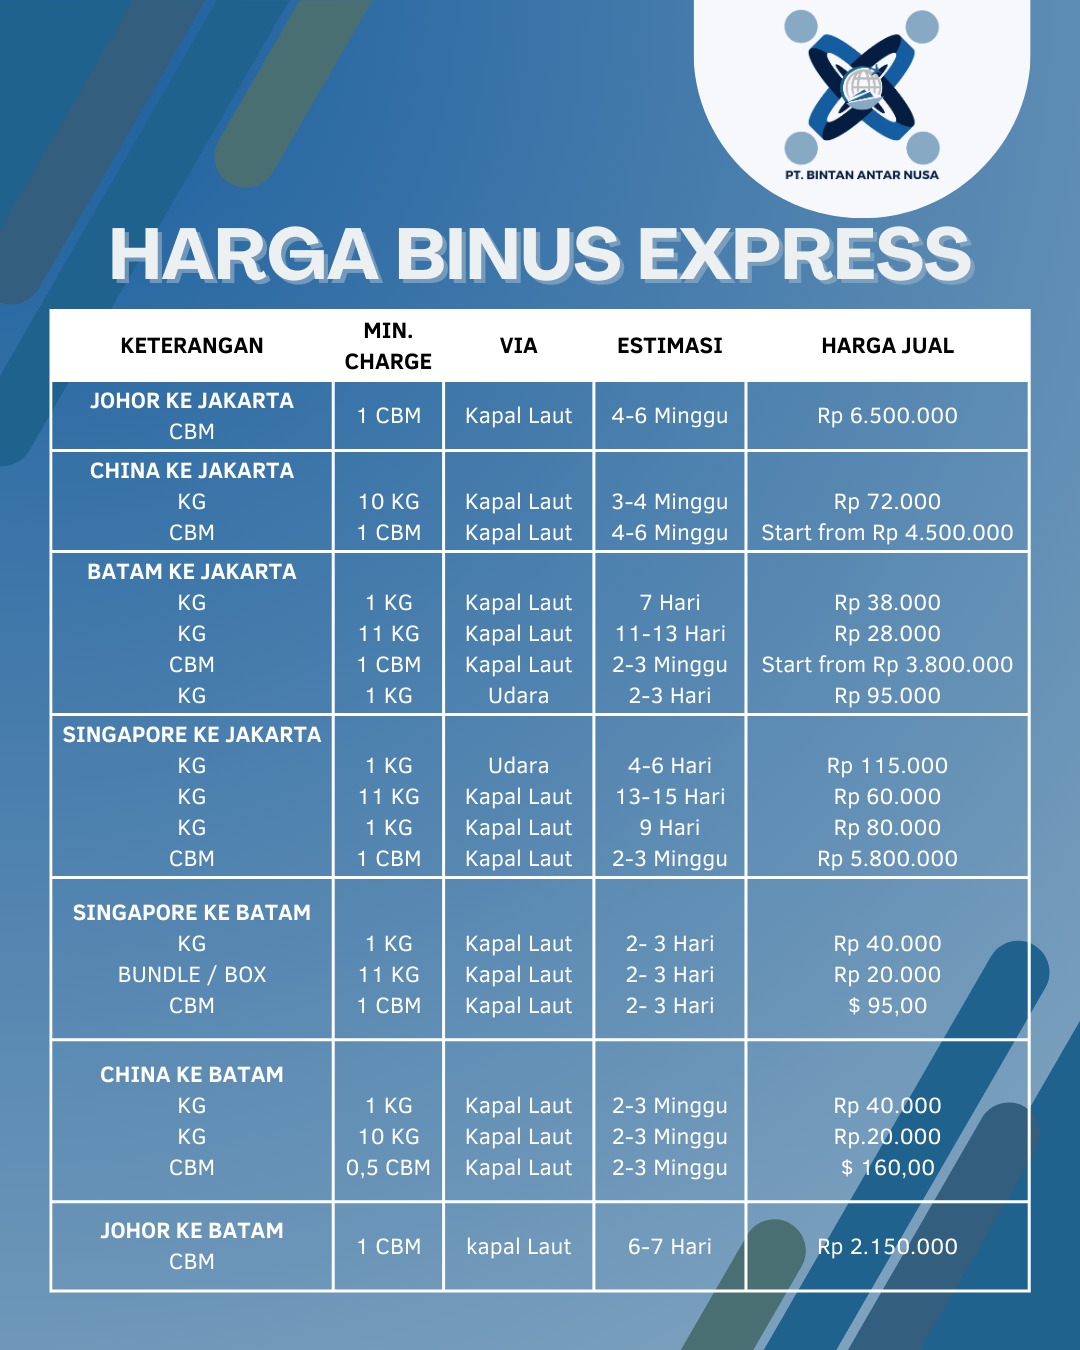 PT. BINTAN ANTAR NUSA
HARGA BINUS EXPRESS
KETERANGAN MIN. CHARGE VIA ESTIMASI HARGA JUAL
JOHOR KE JAKARTA
CBM 1 CBM Kapal Laut 4-6 Minggu Rp 6.500.000
CHINA KE JAKARTA
KG 10 KG Kapal Laut 3-4 Minggu Rp 72.000
CBM 1 CBM Kapal Laut 4-6 Minggu Start from Rp 4.500.000
BATAM KE JAKARTA
KG 1 KG Kapal Laut 7 Hari Rp 38.000
KG 11 KG Kapal Laut 11-13 Hari Rp 28.000
CBM 1 CBM Kapal Laut 2-3 Minggu Start from Rp 3.800.000
KG 1 KG Udara 2-3 Hari Rp 95.000
SINGAPORE KE JAKARTA
KG 1 KG Udara 4-6 Hari Rp 115.000
KG 11 KG Kapal Laut 13-15 Hari Rp 60.000
KG 1 KG Kapal Laut 9 Hari Rp 80.000
CBM 1 CBM Kapal Laut 2-3 Minggu Rp 5.800.000
SINGAPORE KE BATAM
KG 1 KG Kapal Laut 2- 3 Hari Rp 40.000
BUNDLE / BOX 11 KG Kapal Laut 2- 3 Hari Rp 20.000
CBM 1 CBM Kapal Laut 2- 3 Hari $ 95,00
CHINA KE BATAM
KG 1 KG Kapal Laut 2-3 Minggu Rp 40.000
KG 10 KG Kapal Laut 2-3 Minggu Rp.20.000
CBM 0,5 CBM Kapal Laut 2-3 Minggu $ 160,00
JOHOR KE BATAM
CBM 1 CBM kapal Laut 6-7 Hari Rp 2.150.000